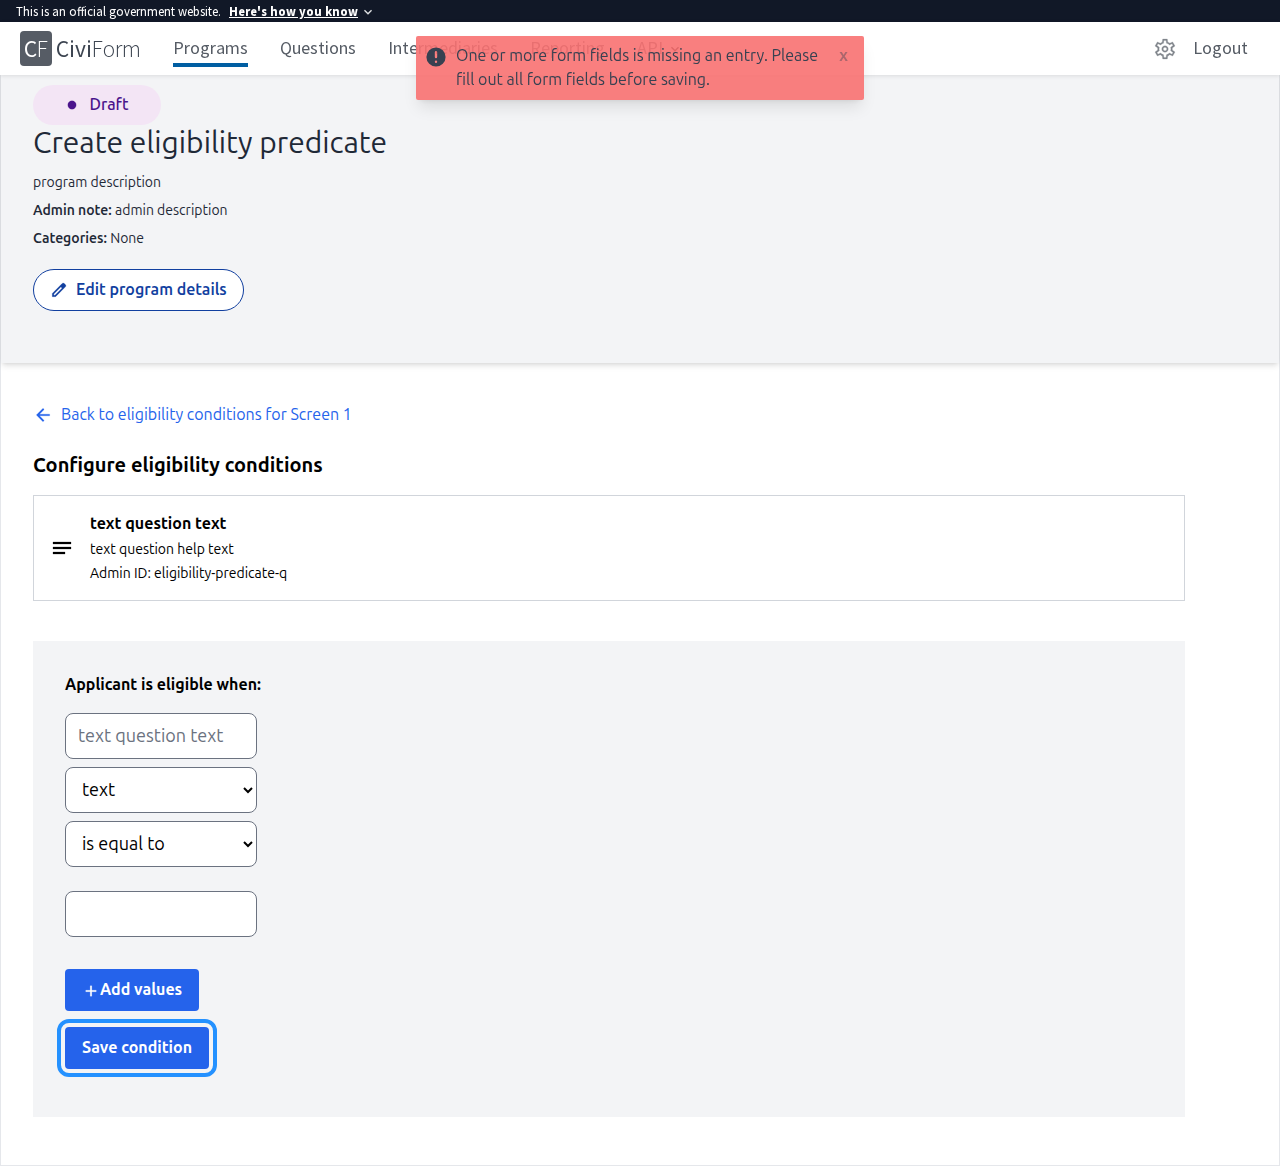 This is an official government website. Here's how you know
CF CiviForm Programs Questions Intermediaries Reporting API Logout
One or more form fields is missing an entry. Please x
fill out all form fields before saving.
Draft
Create eligibility predicate
program description
Admin note: admin description
Categories: None
Edit program details
Back to eligibility conditions for Screen 1
Configure eligibility conditions
text question text
text question help text
Admin ID: eligibility-predicate-q
Applicant is eligible when:
text question text
text
is equal to
+ Add values
Save condition